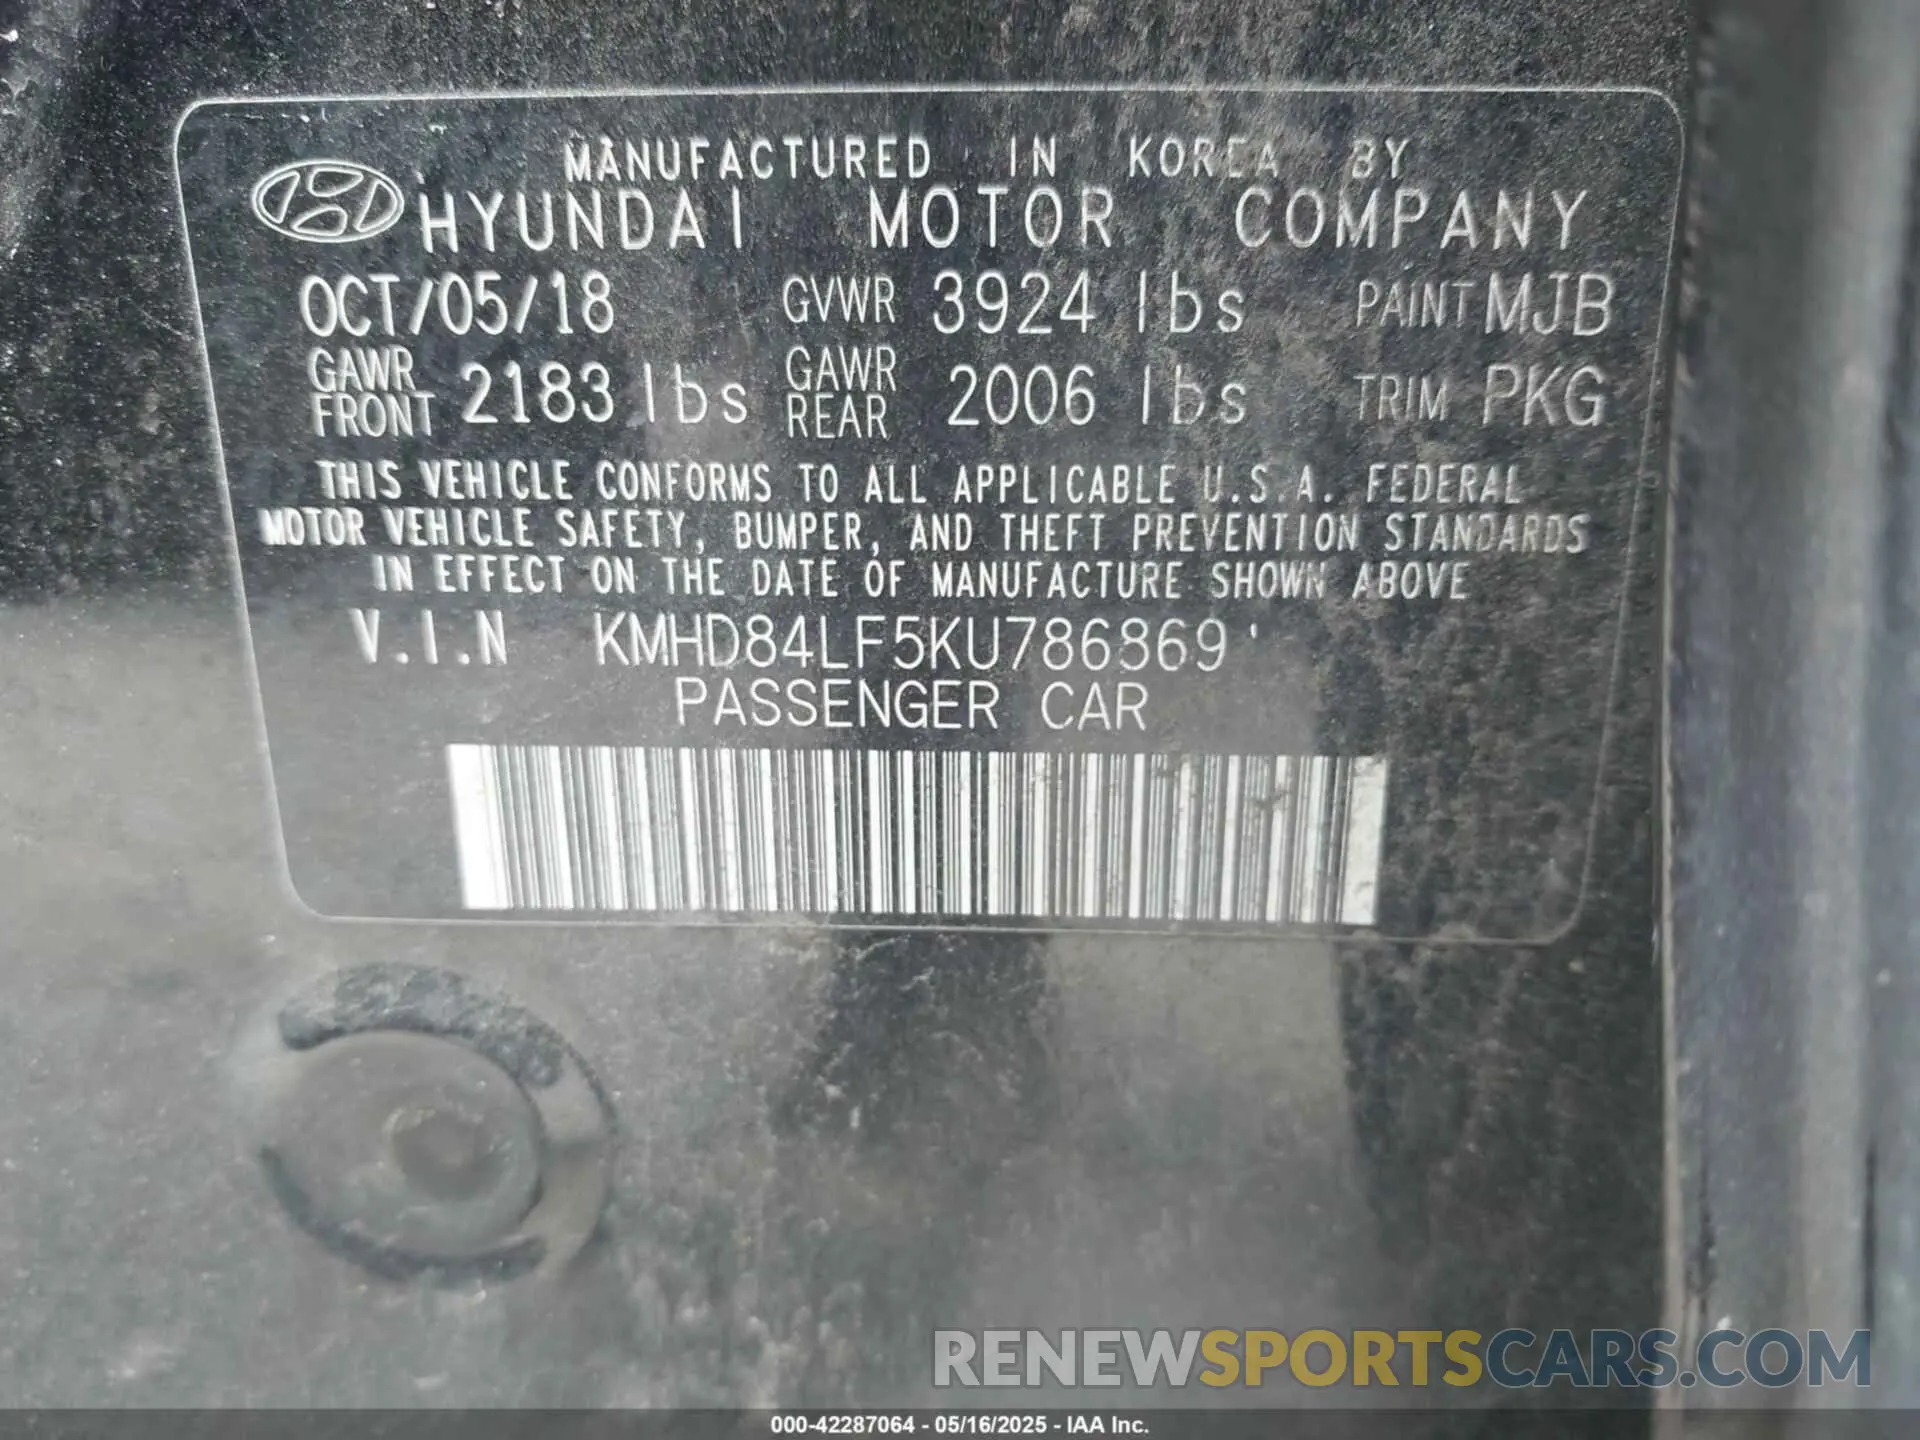 MANUFACTURED IN KOREA BY
HYUNDAI MOTOR COMPANY
OCT/05/18 GVWR 3924 lbs PAINT MJB
GAWR FRONT 2183 lbs GAWR REAR 2006 lbs TRIM PKG
THIS VEHICLE CONFORMS TO ALL APPLICABLE U.S.A. FEDERAL
MOTOR VEHICLE SAFETY, BUMPER, AND THEFT PREVENTION STANDARDS
IN EFFECT ON THE DATE OF MANUFACTURE SHOWN ABOVE
V.I.N KMHD84LF5KU786869
PASSENGER CAR
RENEWSPORTSCARS.COM
000-42287064 - 05/16/2025 - IAA Inc.